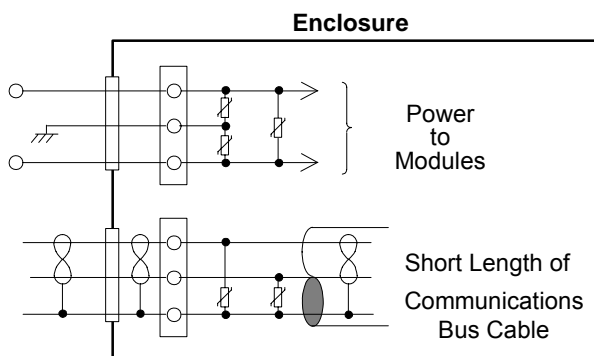 Enclosure
Power
to
Modules
Short Length of
Communications
Bus Cable